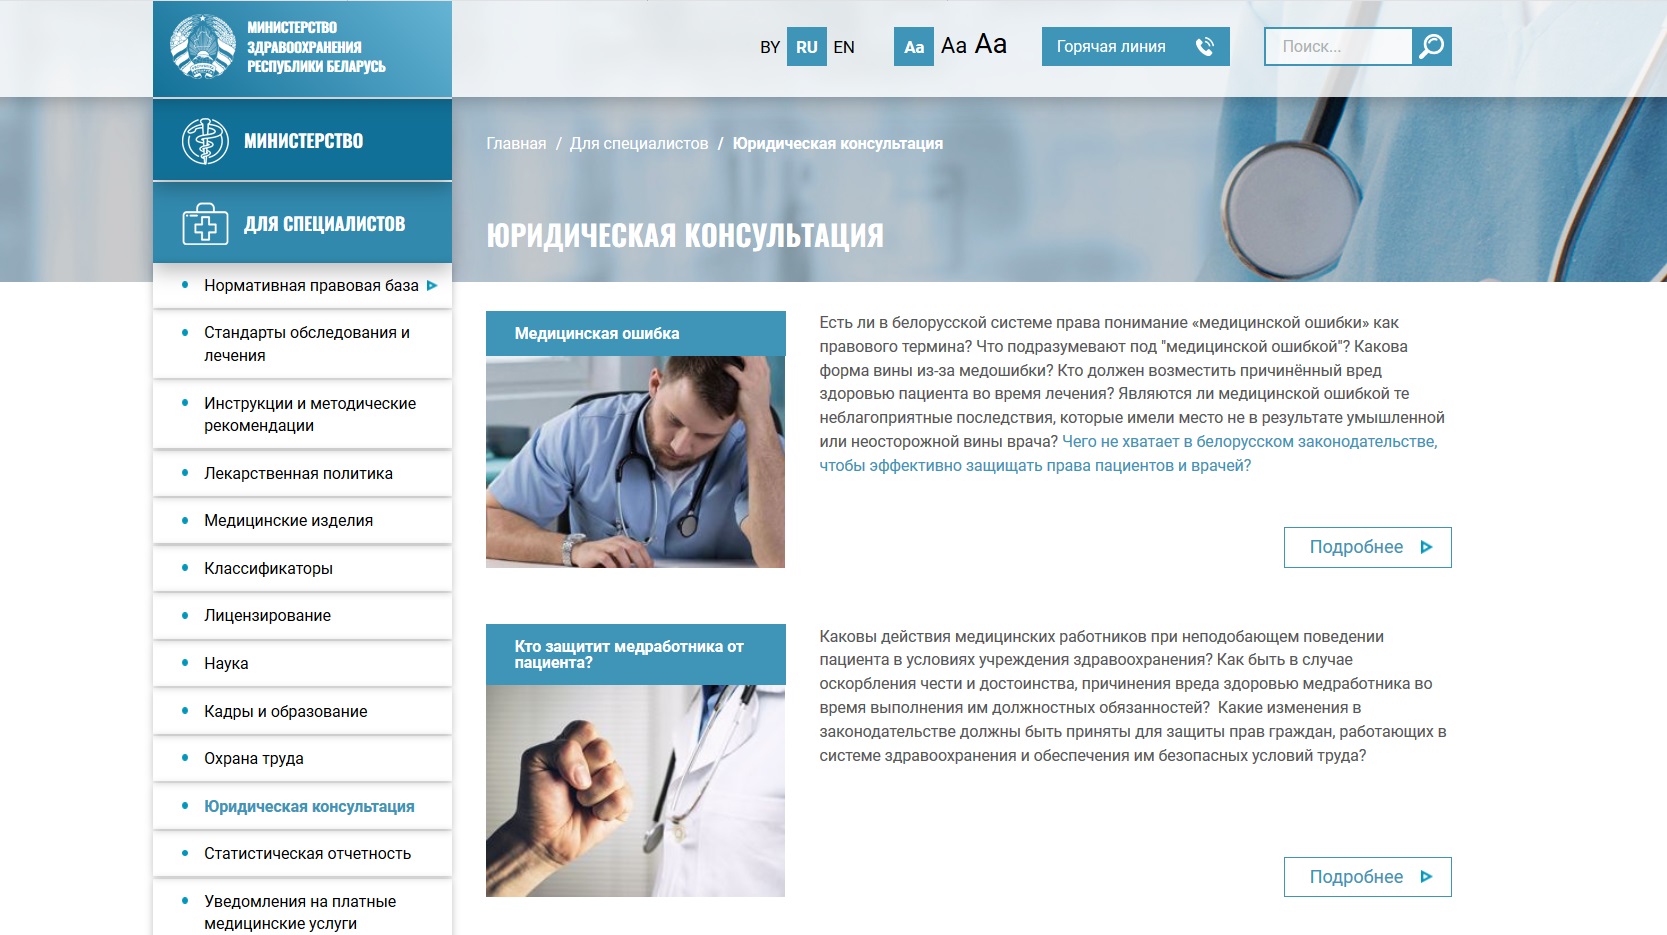 МИНИСТЕРСТВО
ЗДРАВООХРАНЕНИЯ
РЕСПУБЛИКИ БЕЛАРУСЬ
BY RU EN
Aa Aa Aa
Горячая линия
Поиск...
МИНИСТЕРСТВО
ДЛЯ СПЕЦИАЛИСТОВ
Нормативная правовая база
Стандарты обследования и
лечения
Инструкции и методические
рекомендации
Лекарственная политика
Медицинские изделия
Классификаторы
Лицензирование
Наука
Кадры и образование
Охрана труда
Юридическая консультация
Статистическая отчетность
Уведомления на платные
медицинские услуги
Главная / Для специалистов / Юридическая консультация
ЮРИДИЧЕСКАЯ КОНСУЛЬТАЦИЯ
Медицинская ошибка
Есть ли в белорусской системе права понимание «медицинской ошибки» как
правового термина? Что подразумевают под "медицинской ошибкой"? Какова
форма вины из-за медошибки? Кто должен возместить причинённый вред
здоровью пациента во время лечения? Являются ли медицинской ошибкой те
неблагоприятные последствия, которые имели место не в результате умышленной
или неосторожной вины врача? Чего не хватает в белорусском законодательстве,
чтобы эффективно защищать права пациентов и врачей?
Подробнее
Кто защитит медработника от
пациента?
Каковы действия медицинских работников при неподобающем поведении
пациента в условиях учреждения здравоохранения? Как быть в случае
оскорбления чести и достоинства, причинения вреда здоровью медработника во
время выполнения им должностных обязанностей? Какие изменения в
законодательстве должны быть приняты для защиты прав граждан, работающих в
системе здравоохранения и обеспечения им безопасных условий труда?
Подробнее